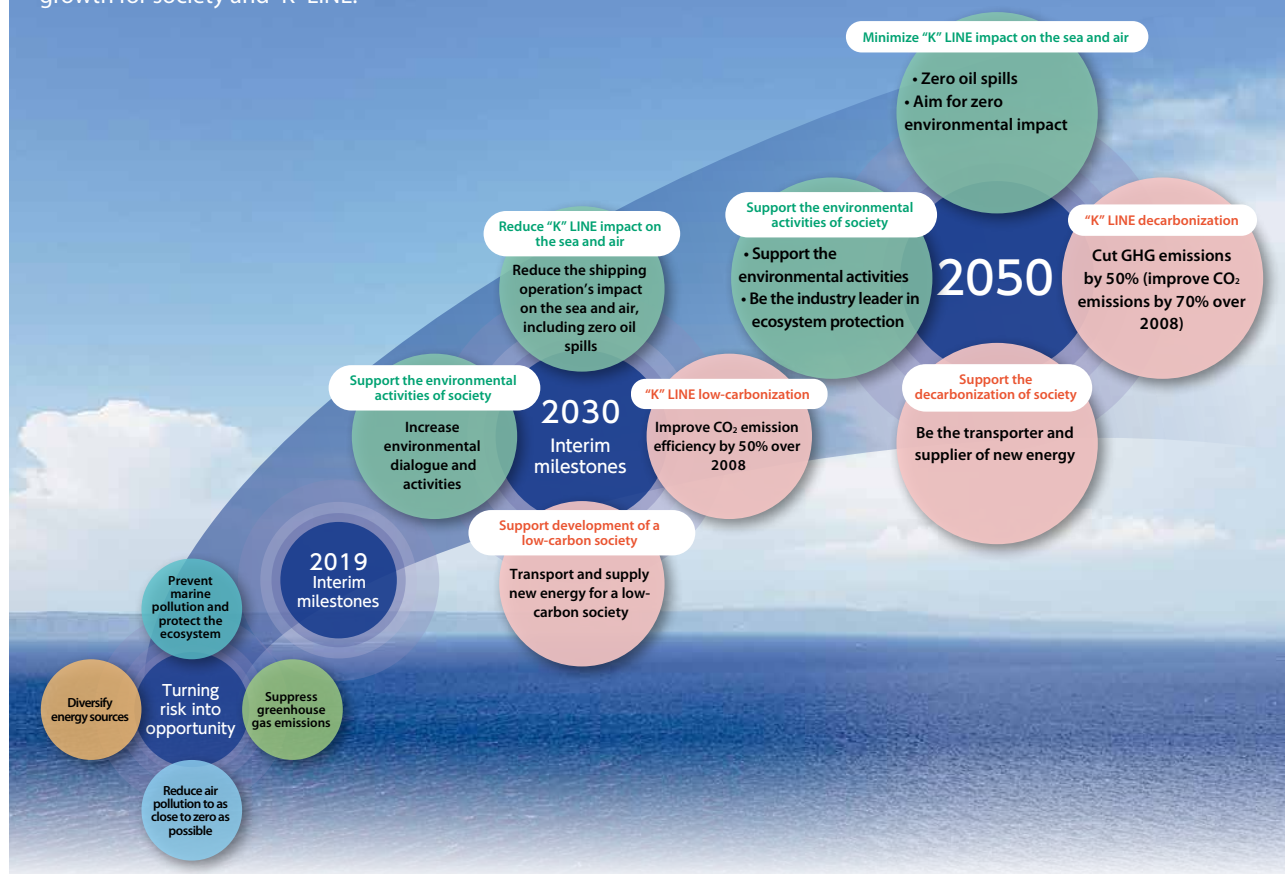 growth for society and “K” LINE.
Minimize “K” LINE impact on the sea and air
• Zero oil spills
• Aim for zero
environmental impact
Support the environmental
activities of society
• Support the
environmental activities
• Be the industry leader in
ecosystem protection
2050
“K” LINE decarbonization
Cut GHG emissions
by 50% (improve CO₂
emissions by 70% over
2008)
Support the
decarbonization of society
Be the transporter and
supplier of new energy
Reduce “K” LINE impact on
the sea and air
Reduce the shipping
operation’s impact
on the sea and air,
including zero oil
spills
Support the environmental
activities of society
Increase
environmental
dialogue and
activities
2030
Interim
milestones
“K” LINE low-carbonization
Improve CO₂ emission
efficiency by 50% over
2008
Support development of a
low-carbon society
Transport and supply
new energy for a low-
carbon society
2019
Interim
milestones
Prevent
marine
pollution and
protect the
ecosystem
Diversify
energy sources
Turning
risk into
opportunity
Suppress
greenhouse
gas emissions
Reduce air
pollution to as
close to zero as
possible